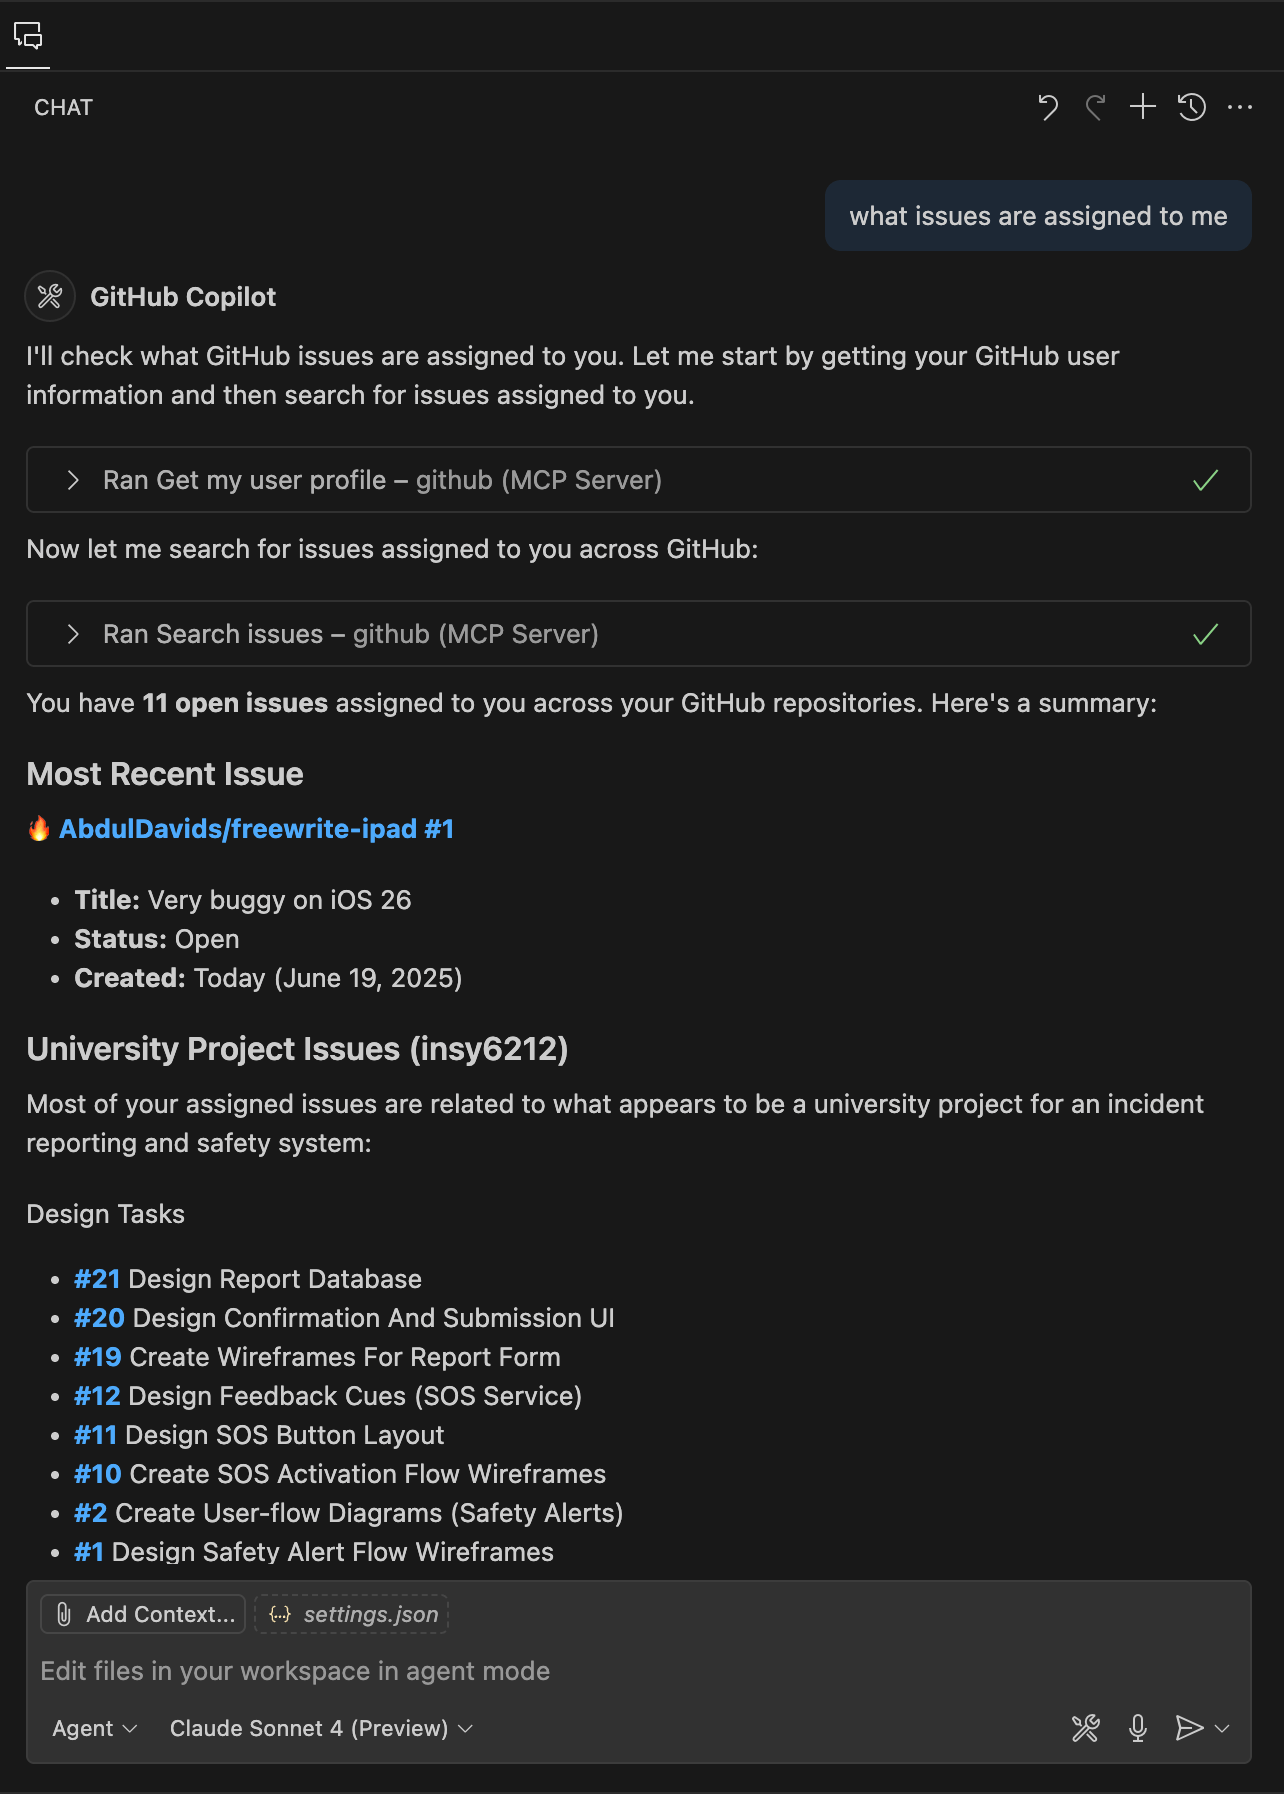 CHAT
what issues are assigned to me
GitHub Copilot
I'll check what GitHub issues are assigned to you. Let me start by getting your GitHub user
information and then search for issues assigned to you.
Ran Get my user profile – github (MCP Server)
Now let me search for issues assigned to you across GitHub:
Ran Search issues – github (MCP Server)
You have 11 open issues assigned to you across your GitHub repositories. Here's a summary:
Most Recent Issue
🔥 AbdulDavids/freewrite-ipad #1
• Title: Very buggy on iOS 26
• Status: Open
• Created: Today (June 19, 2025)
University Project Issues (insy6212)
Most of your assigned issues are related to what appears to be a university project for an incident
reporting and safety system:
Design Tasks
• #21 Design Report Database
• #20 Design Confirmation And Submission UI
• #19 Create Wireframes For Report Form
• #12 Design Feedback Cues (SOS Service)
• #11 Design SOS Button Layout
• #10 Create SOS Activation Flow Wireframes
• #2 Create User-flow Diagrams (Safety Alerts)
• #1 Design Safety Alert Flow Wireframes
Add Context... {..} settings.json
Edit files in your workspace in agent mode
Agent Claude Sonnet 4 (Preview)